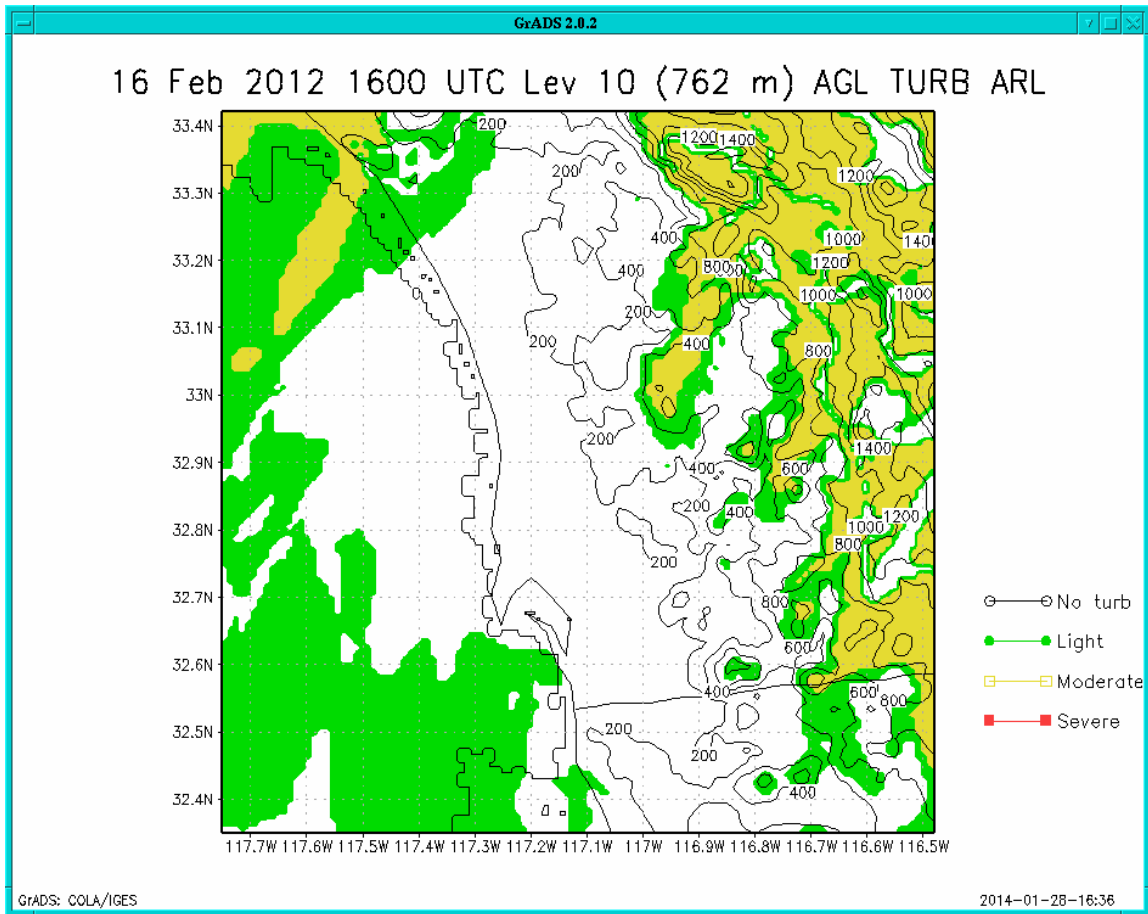 GrADS 2.0.2
16 Feb 2012 1600 UTC Lev 10 (762 m) AGL TURB ARL
33.4N
200
1200
1400
33.3N
200
1200
400
1000
1400
33.2N
400
800
1200
1000
1000
200
33.1N
200
400
800
33N
200
1400
32.9N
400
600
200
400
1200
32.8N
1000
800
200
32.7N
800
No turb
600
Light
32.6N
400
600
800
Moderate
32.5N
200
200
Severe
32.4N
400
117.7W 117.6W 117.5W 117.4W 117.3W 117.2W 117.1W 117W 116.9W 116.8W 116.7W 116.6W 116.5W
GrADS: COLA/IGES
2014-01-28-16:36